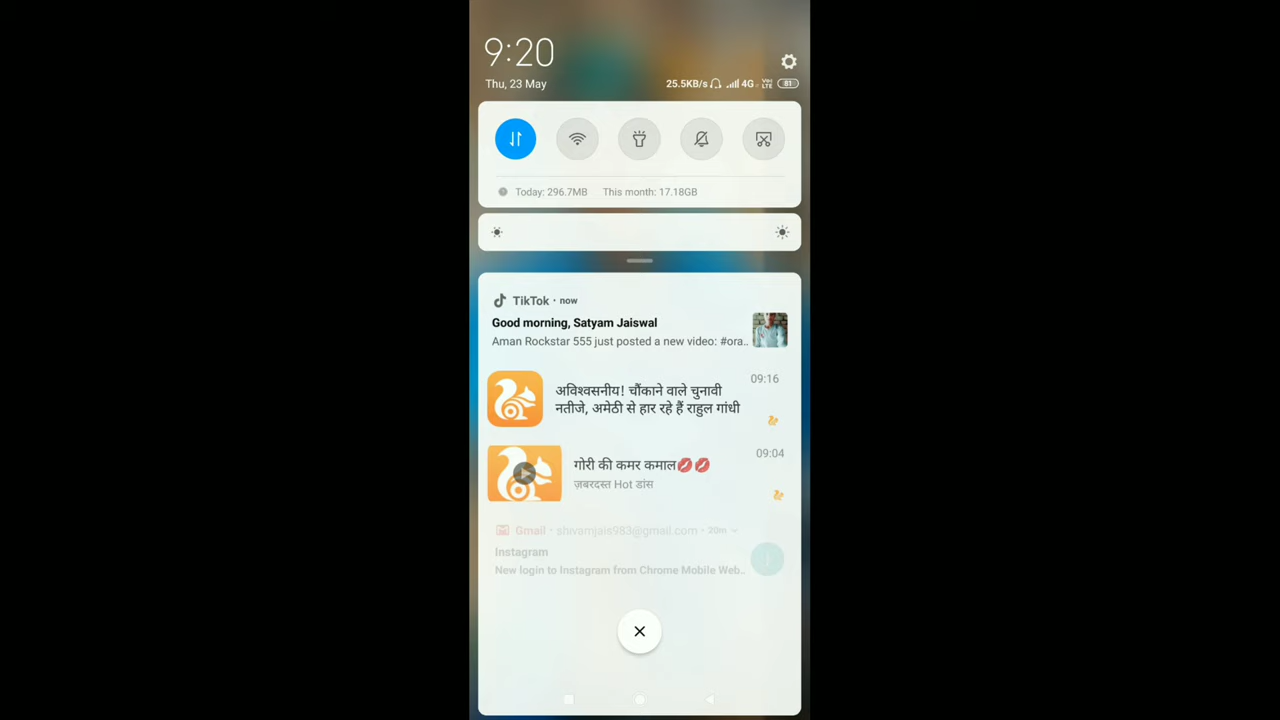 9:20
Thu, 23 May
25.5KB/s 4G VoLTE 81
Today: 296.7MB This month: 17.18GB
TikTok · now
Good morning, Satyam Jaiswal
Aman Rockstar 555 just posted a new video: #ora..
09:16
अविश्वसनीय! चौंकाने वाले चुनावी
नतीजे, अमेठी से हार रहे हैं राहुल गांधी
09:04
गोरी की कमर कमाल💋💋
ज़बरदस्त Hot डांस
Gmail · shivamjais983@gmail.com · 20m
Instagram
New login to Instagram from Chrome Mobile Web..